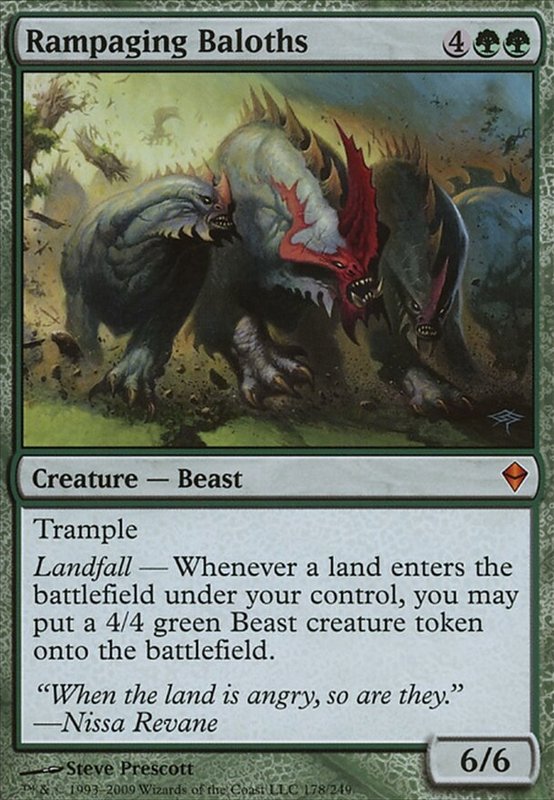 Rampaging Baloths 4
Creature — Beast
Trample
Landfall — Whenever a land enters the
battlefield under your control, you may
put a 4/4 green Beast creature token
onto the battlefield.
“When the land is angry, so are they.”
—Nissa Revane
Steve Prescott
™ & © 1993–2009 Wizards of the Coast LLC 178/249
6/6